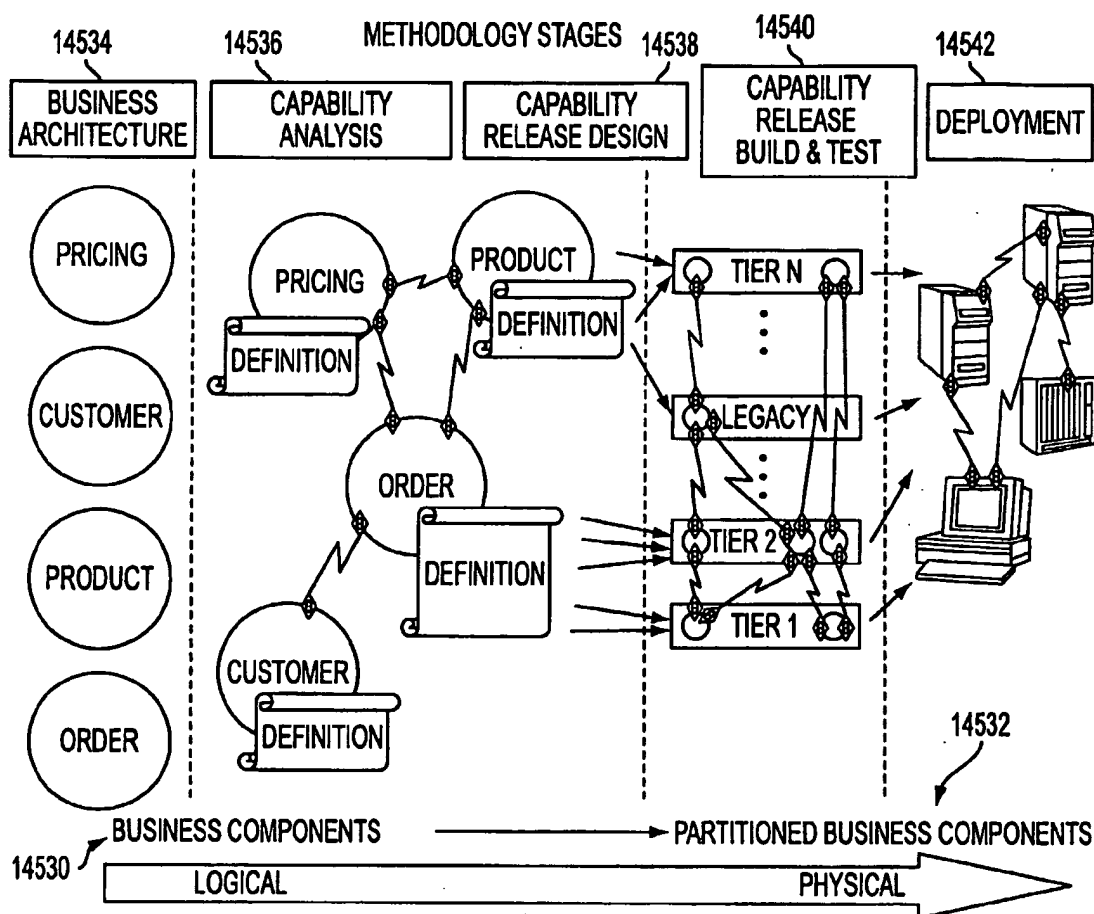 METHODOLOGY STAGES
14534
14536
14538
14540
14542
BUSINESS
ARCHITECTURE
CAPABILITY
ANALYSIS
CAPABILITY
RELEASE DESIGN
CAPABILITY
RELEASE
BUILD & TEST
DEPLOYMENT
PRICING
CUSTOMER
PRODUCT
ORDER
PRICING
DEFINITION
PRODUCT
DEFINITION
ORDER
DEFINITION
CUSTOMER
DEFINITION
TIER N
LEGACY
TIER 2
TIER 1
14532
BUSINESS COMPONENTS
PARTITIONED BUSINESS COMPONENTS
14530
LOGICAL
PHYSICAL